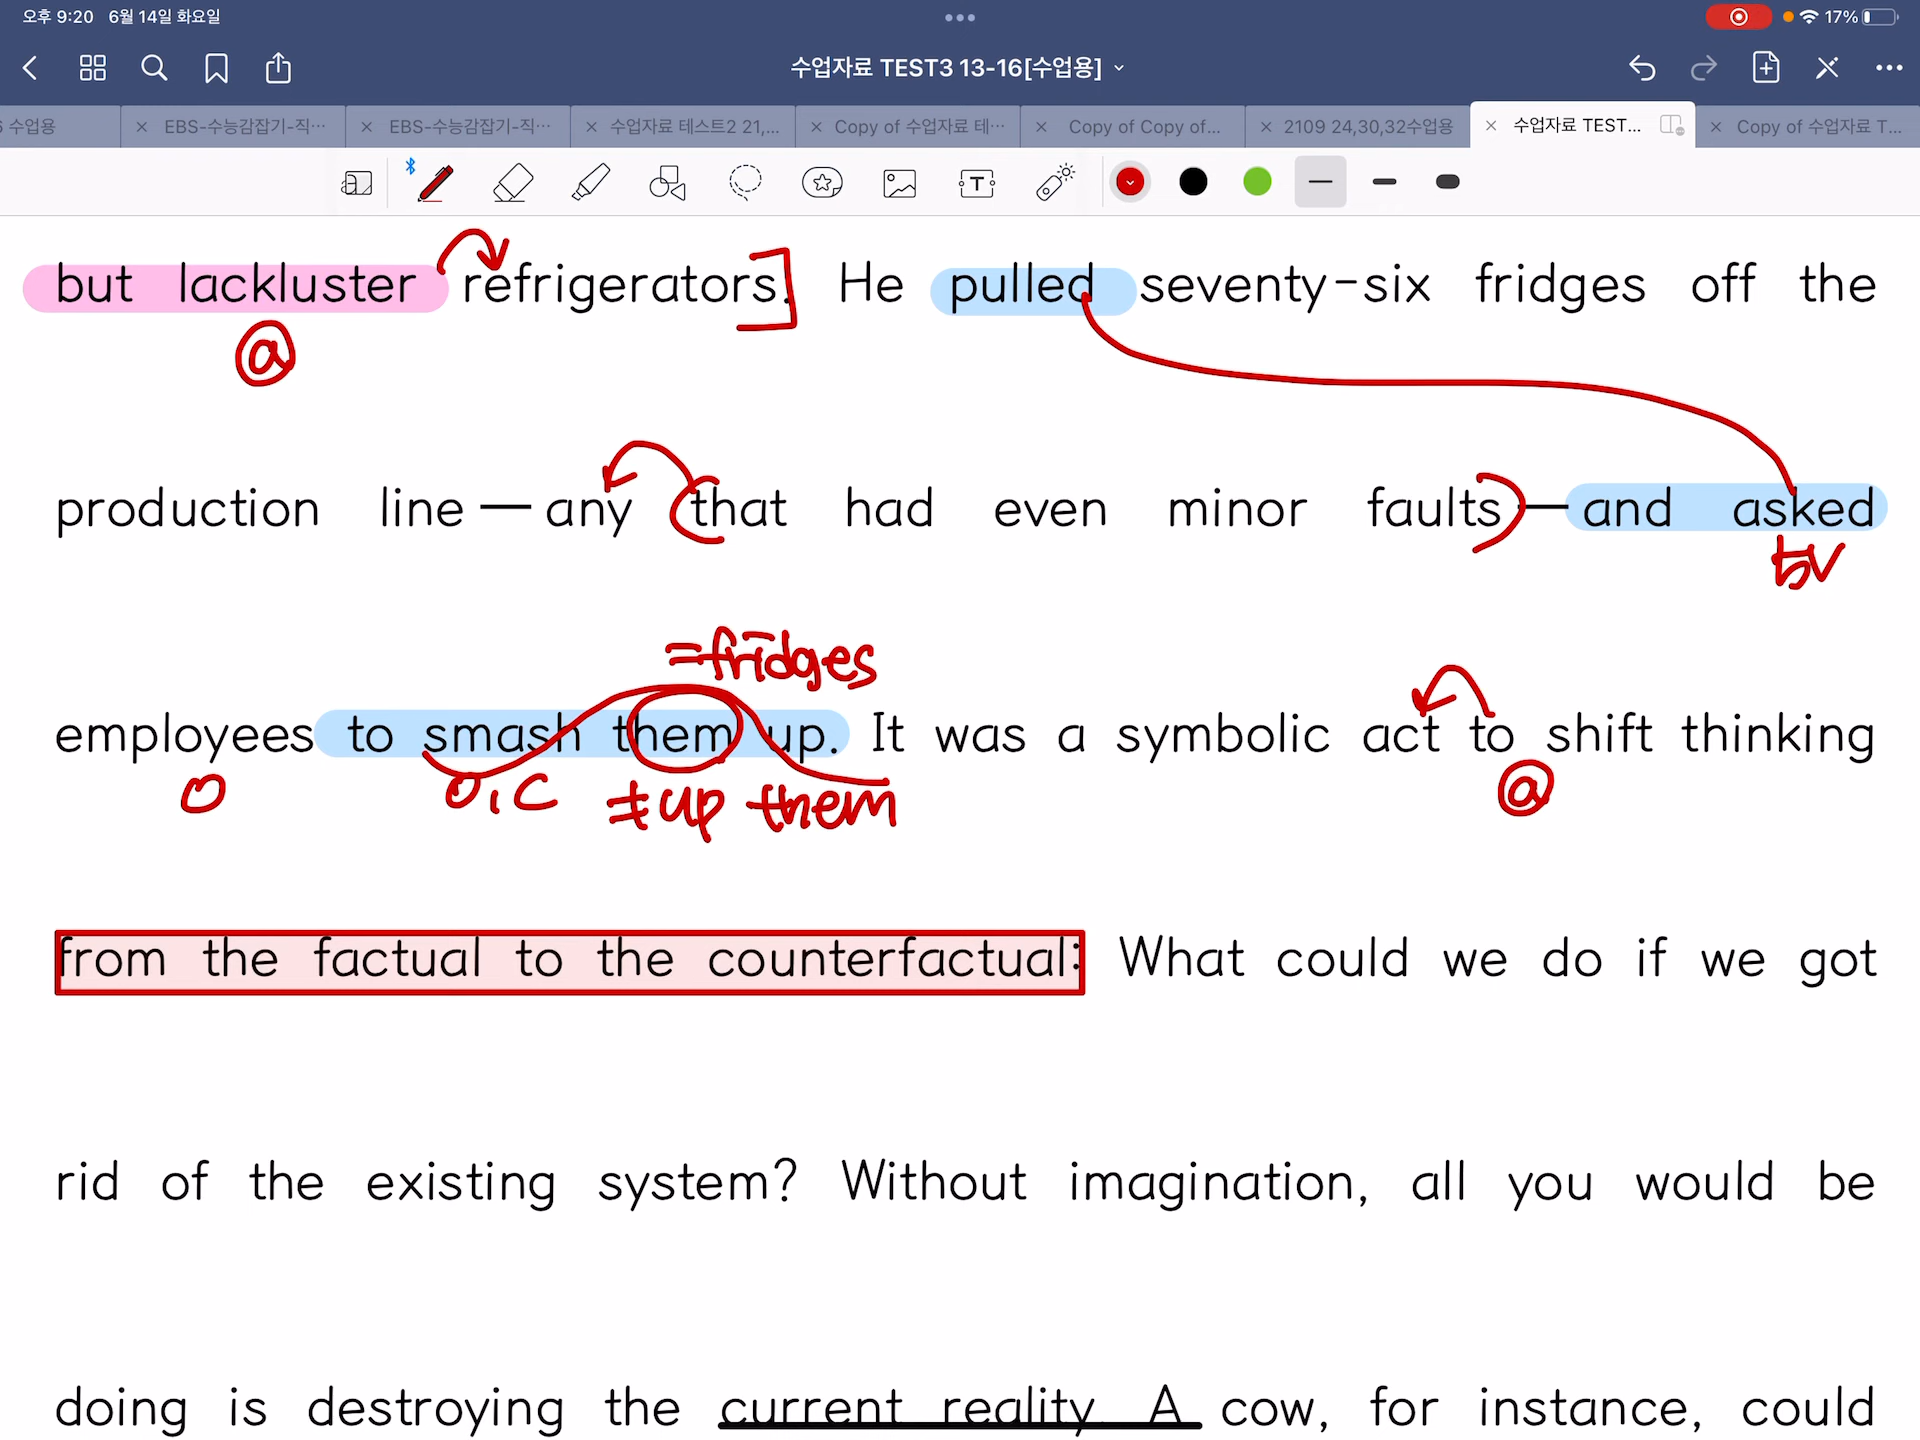 오후 9:20 6월 14일 화요일
17%
수업자료 TEST3 13-16[수업용]
수업용
EBS-수능감잡기-직…
EBS-수능감잡기-직…
수업자료 테스트2 21,...
Copy of 수업자료 테…
Copy of Copy of...
2109 24,30,32수업용
수업자료 TEST...
Copy of 수업자료 T...
but lackluster refrigerators.] He pulled seventy-six fridges off the
ⓐ
production line — any (that had even minor faults) — and asked
5V
=fridges
employees to smash them up. It was a symbolic act to shift thinking
O O.C ≠up them ⓐ
from the factual to the counterfactual: What could we do if we got
rid of the existing system? Without imagination, all you would be
doing is destroying the current reality. A cow, for instance, could